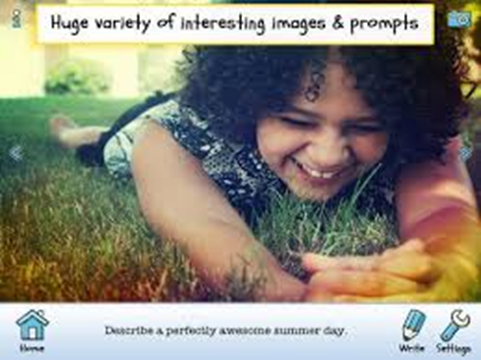 Huge variety of interesting images & prompts
Describe a perfectly awesome summer day.
Home
Write
Settings